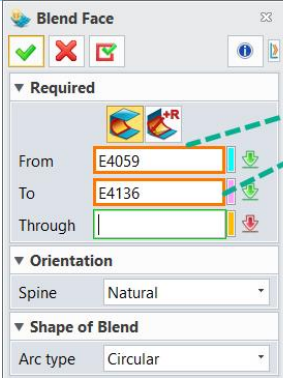 Blend Face
Required
+R
From E4059
To E4136
Through
Orientation
Spine Natural
Shape of Blend
Arc type Circular